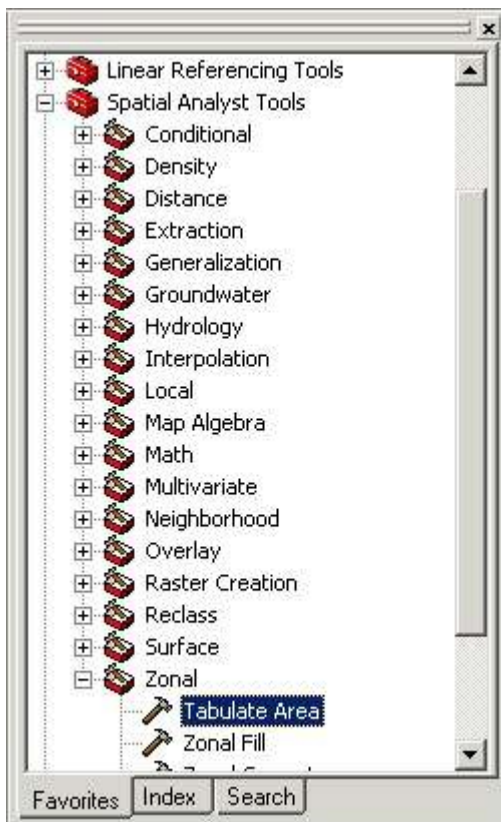 Linear Referencing Tools
Spatial Analyst Tools
Conditional
Density
Distance
Extraction
Generalization
Groundwater
Hydrology
Interpolation
Local
Map Algebra
Math
Multivariate
Neighborhood
Overlay
Raster Creation
Reclass
Surface
Zonal
Tabulate Area
Zonal Fill
Favorites Index Search